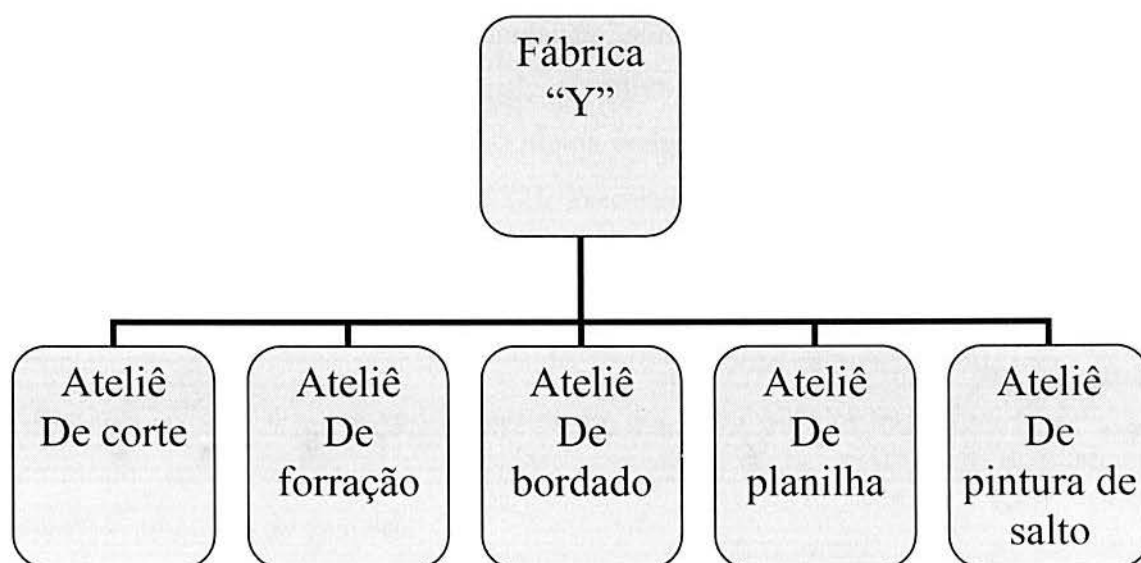 Fábrica
“Y”
Ateliê
De corte
Ateliê
De
forração
Ateliê
De
bordado
Ateliê
De
planilha
Ateliê
De
pintura de
salto